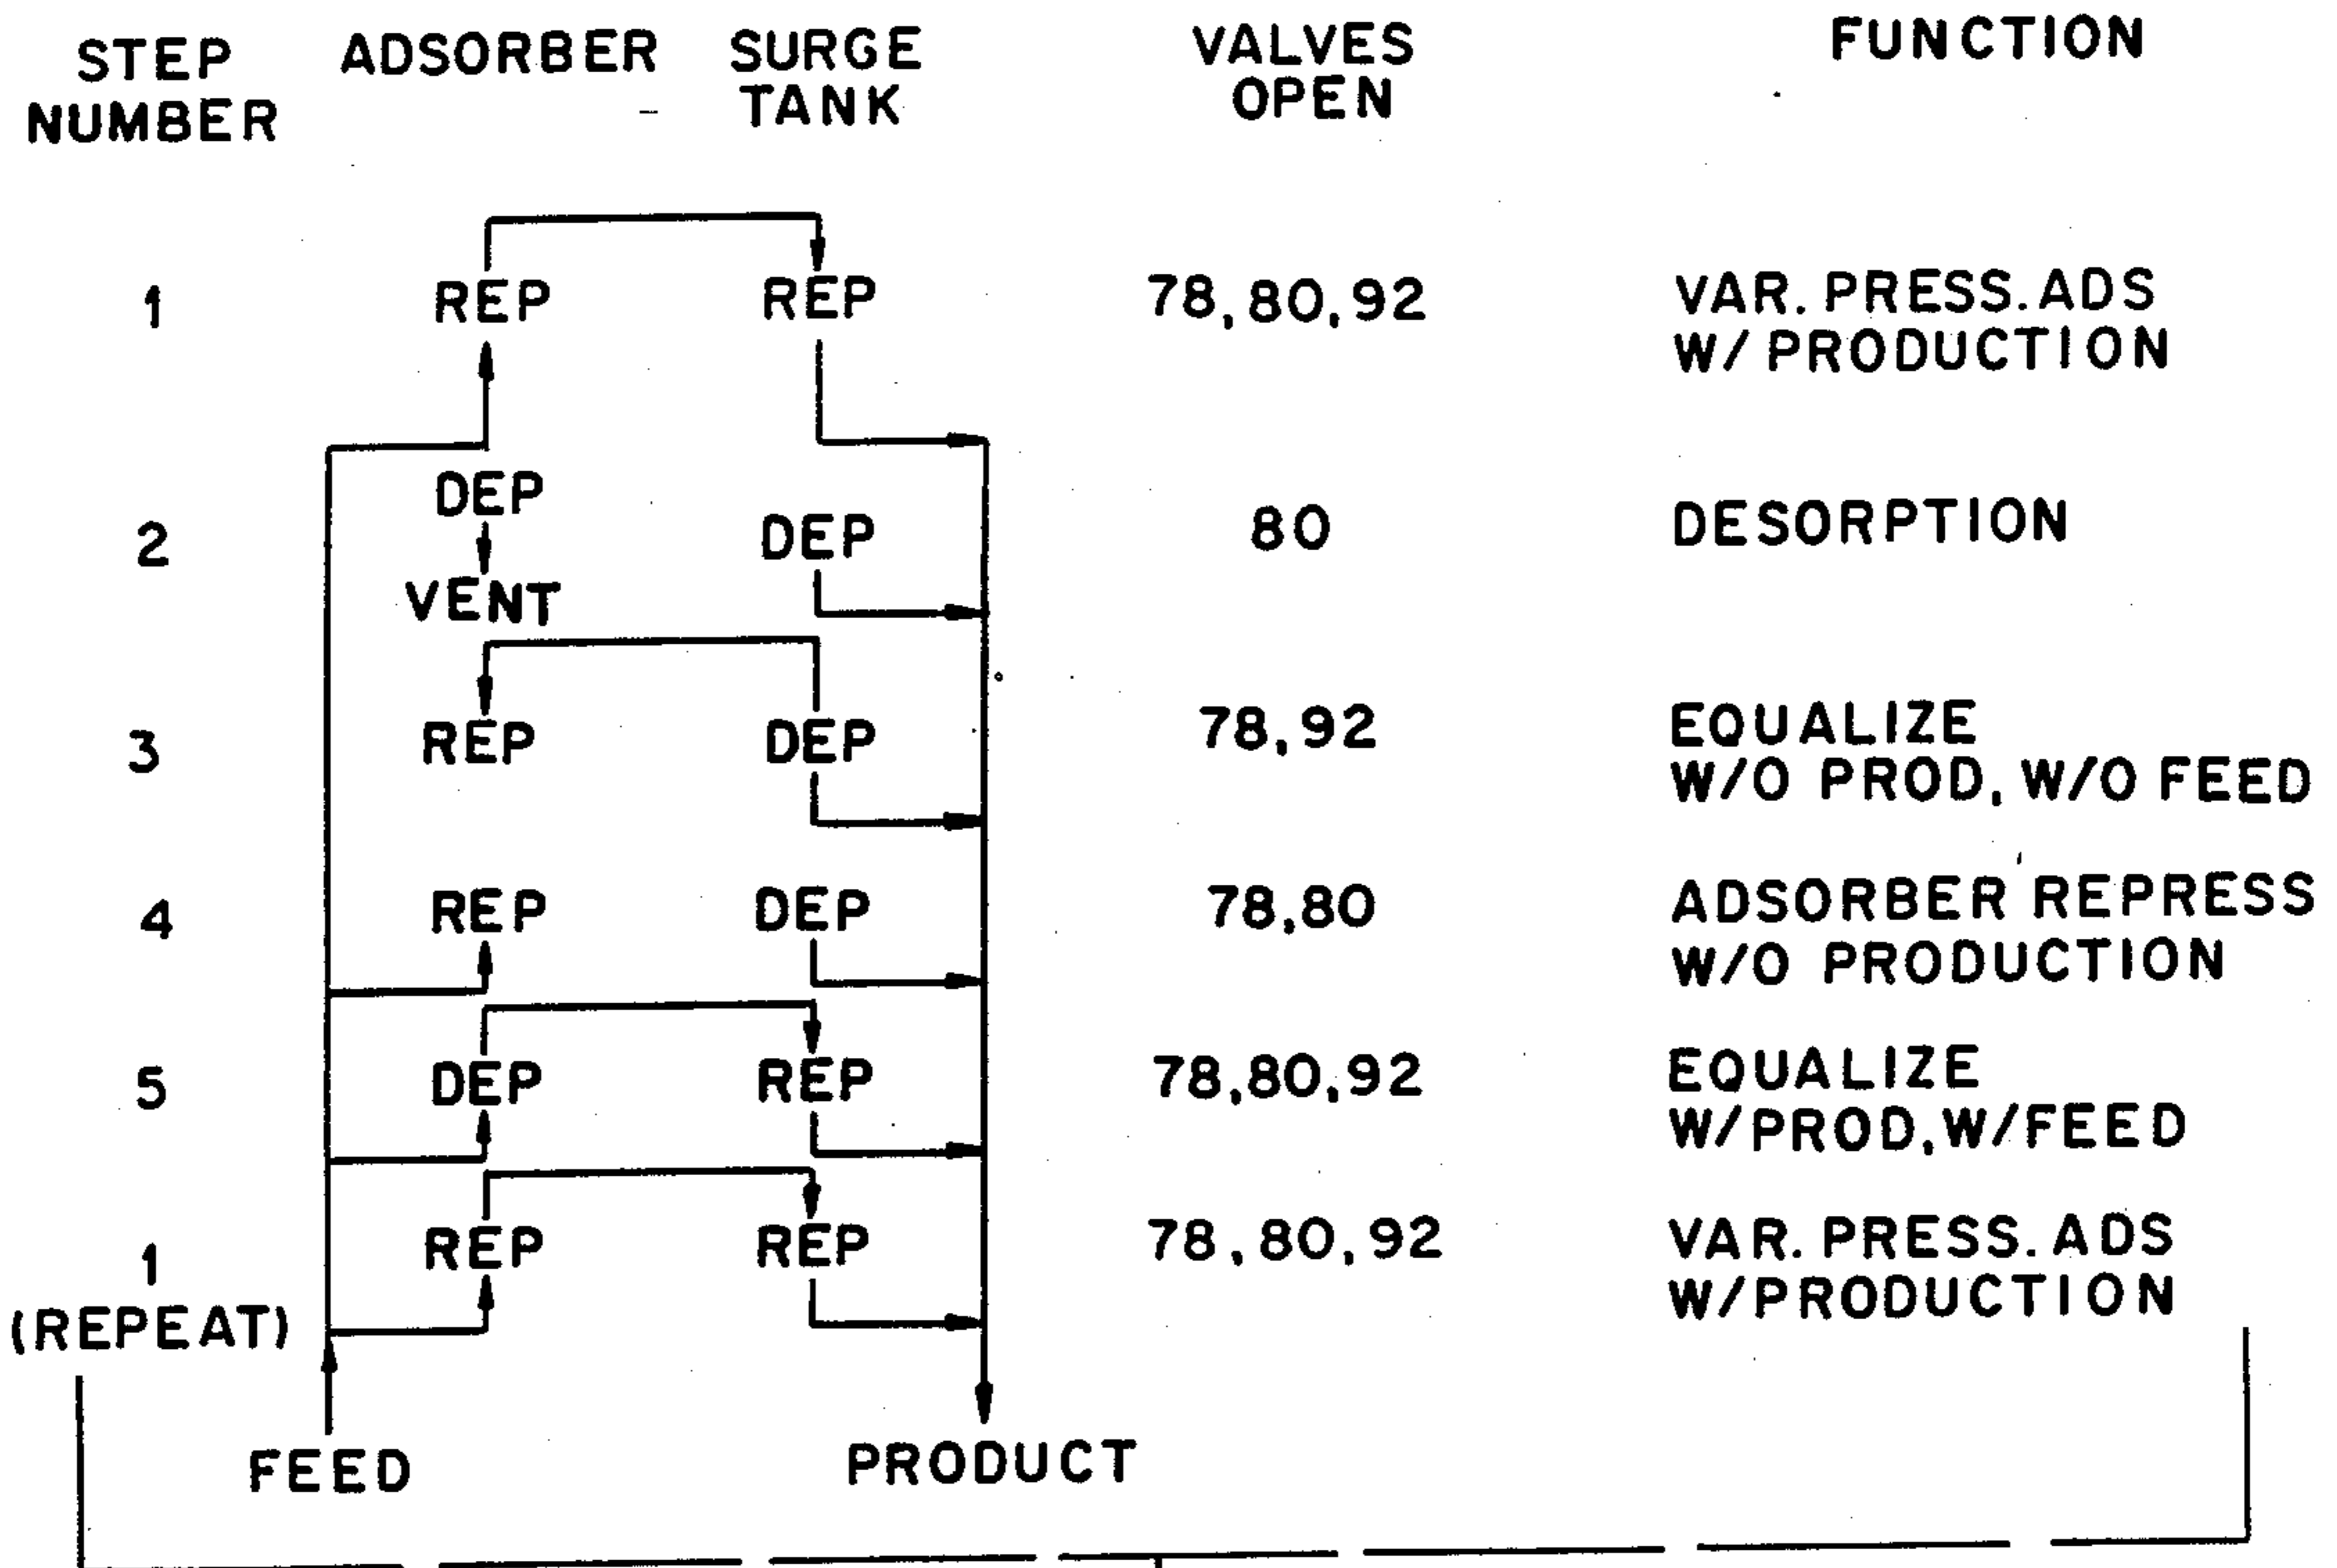 STEP NUMBER ADSORBER SURGE TANK VALVES OPEN FUNCTION
1 REP REP 78,80,92 VAR. PRESS. ADS
W/ PRODUCTION
2 DEP DEP 80 DESORPTION
VENT
3 REP DEP 78,92 EQUALIZE
W/O PROD, W/O FEED
4 REP DEP 78,80 ADSORBER REPRESS
W/O PRODUCTION
5 DEP REP 78,80,92 EQUALIZE
W/PROD,W/FEED
1 REP REP 78,80,92 VAR. PRESS. ADS
(REPEAT) W/PRODUCTION
FEED PRODUCT